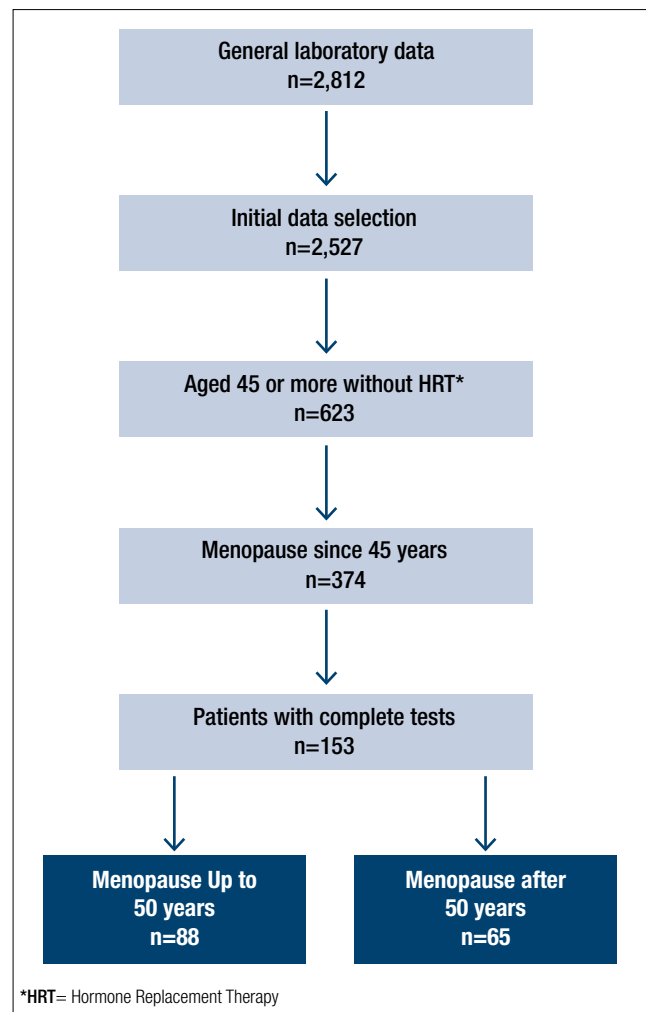 General laboratory data
n=2,812
Initial data selection
n=2,527
Aged 45 or more without HRT*
n=623
Menopause since 45 years
n=374
Patients with complete tests
n=153
Menopause Up to
50 years
n=88
Menopause after
50 years
n=65
*HRT= Hormone Replacement Therapy